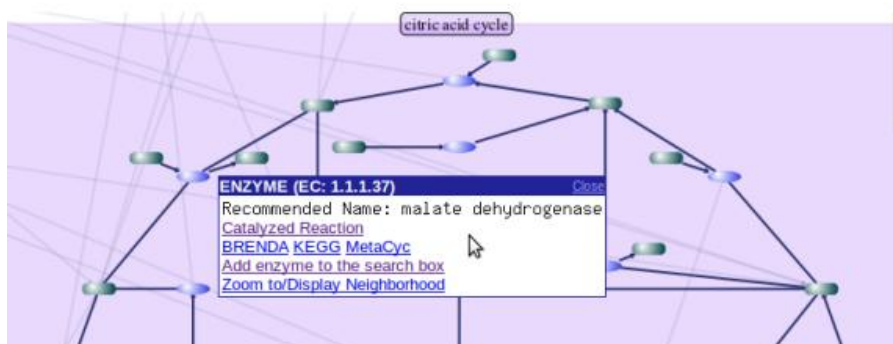 citric acid cycle
ENZYME (EC: 1.1.1.37) Close
Recommended Name: malate dehydrogenase
Catalyzed Reaction
BRENDA KEGG MetaCyc
Add enzyme to the search box
Zoom to/Display Neighborhood